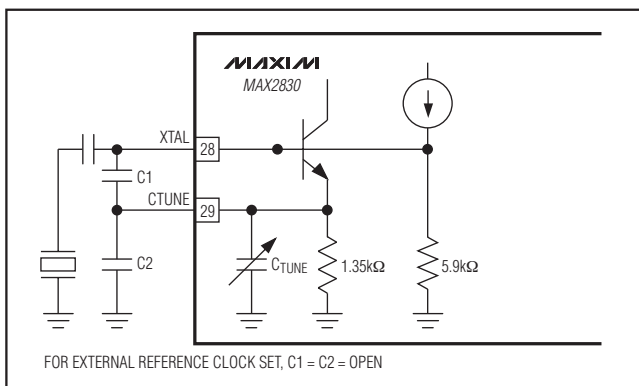 MAXIM
MAX2830
XTAL
28
C1
CTUNE
29
C2
CTUNE
1.35kΩ
5.9kΩ
FOR EXTERNAL REFERENCE CLOCK SET, C1 = C2 = OPEN